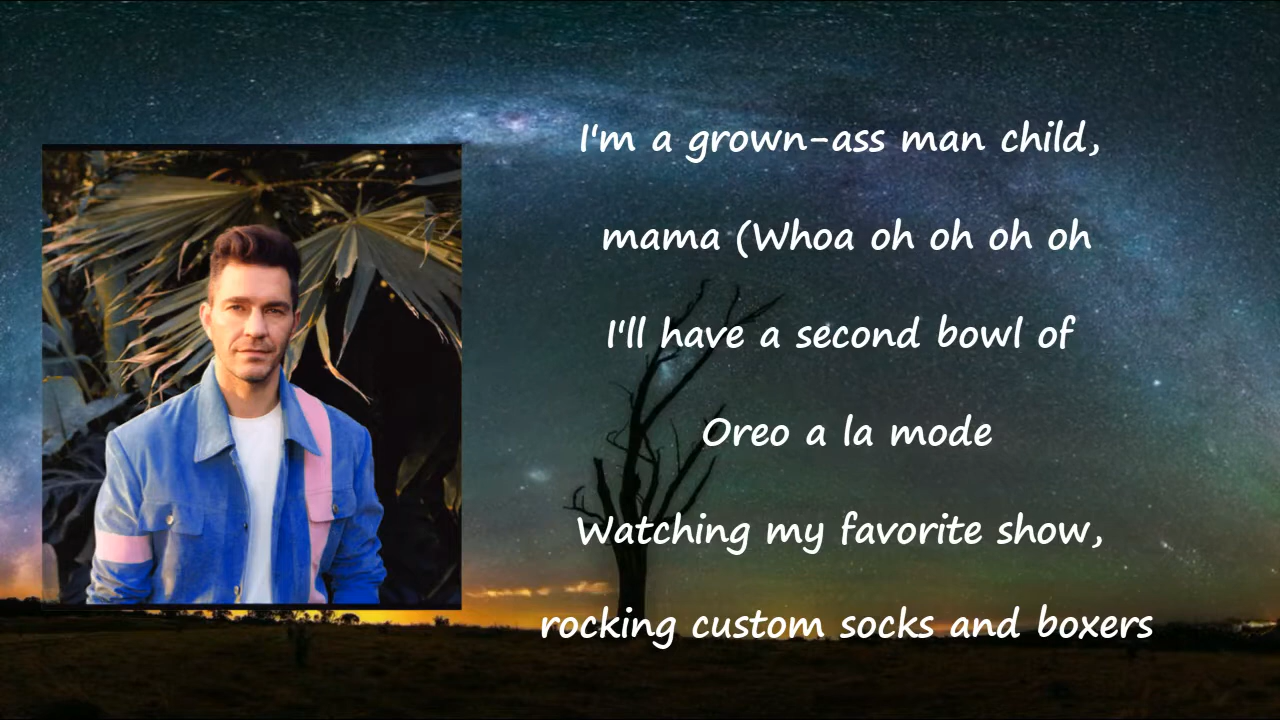 I'm a grown-ass man child,
mama (Whoa oh oh oh oh
I'll have a second bowl of
Oreo a la mode
Watching my favorite show,
rocking custom socks and boxers